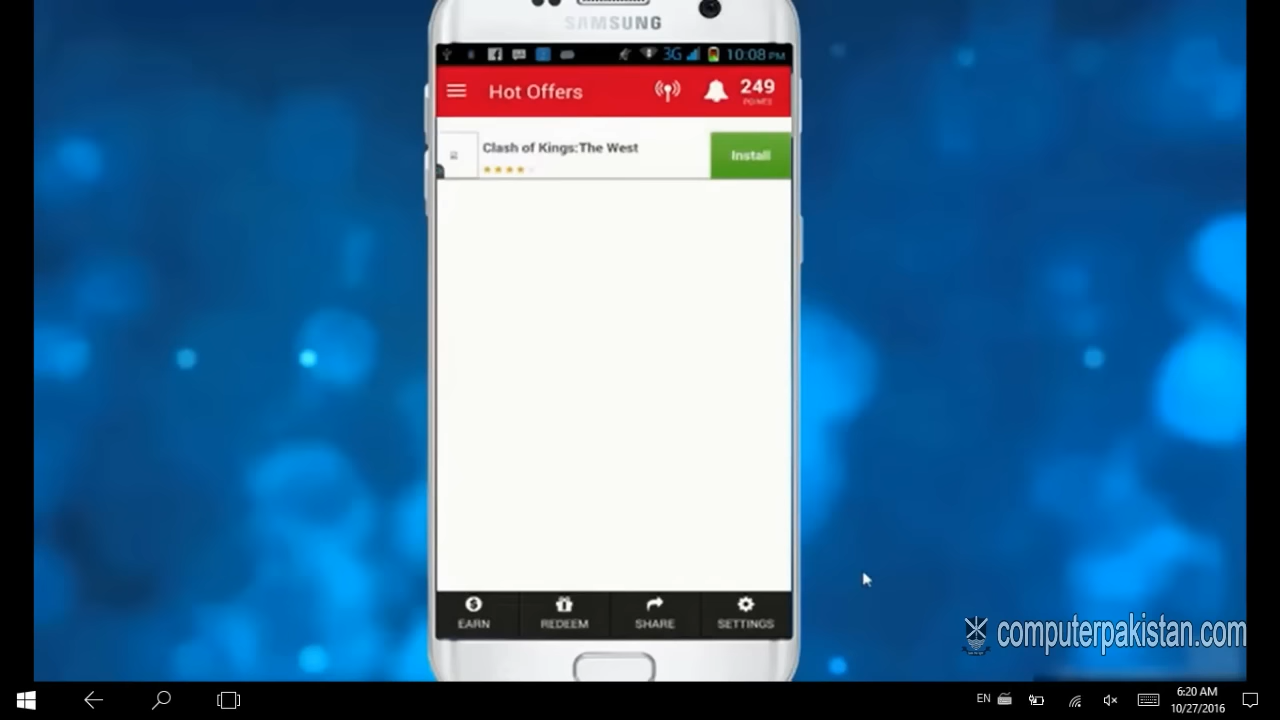 SAMSUNG
3G 10:08 PM
Hot Offers
249
POINTS
Clash of Kings:The West
Install
EARN
REDEEM
SHARE
SETTINGS
computerpakistan.com
EN
6:20 AM
10/27/2016